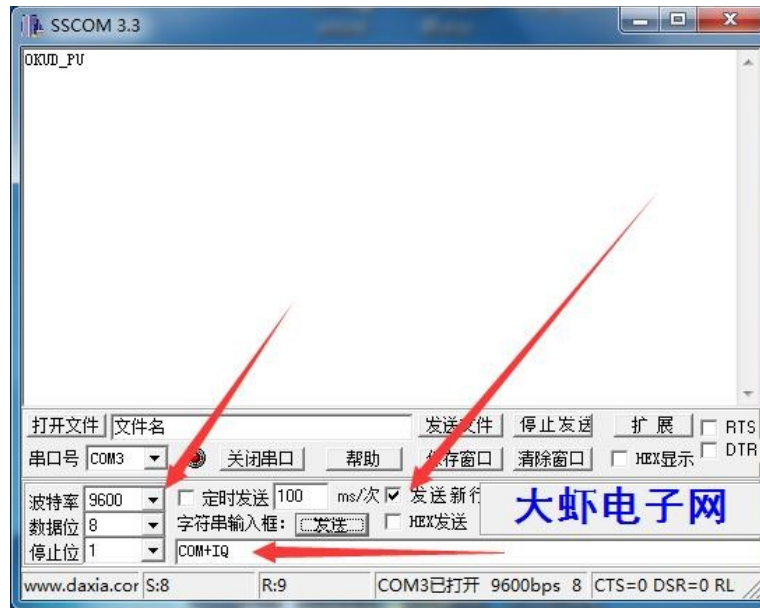 SSCOM 3.3
OKUD_PU
打开文件 文件名 发送文件 停止发送 扩 展 RTS
串口号 COM3 关闭串口 帮助 保存窗口 清除窗口 HEX显示 DTR
波特率 9600 定时发送 100 ms/次 发送新行 大虾电子网
数据位 8 字符串输入框: 发送 HEX发送
停止位 1 COM+IQ
www.daxia.cor S:8 R:9 COM3已打开 9600bps 8 CTS=0 DSR=0 RL